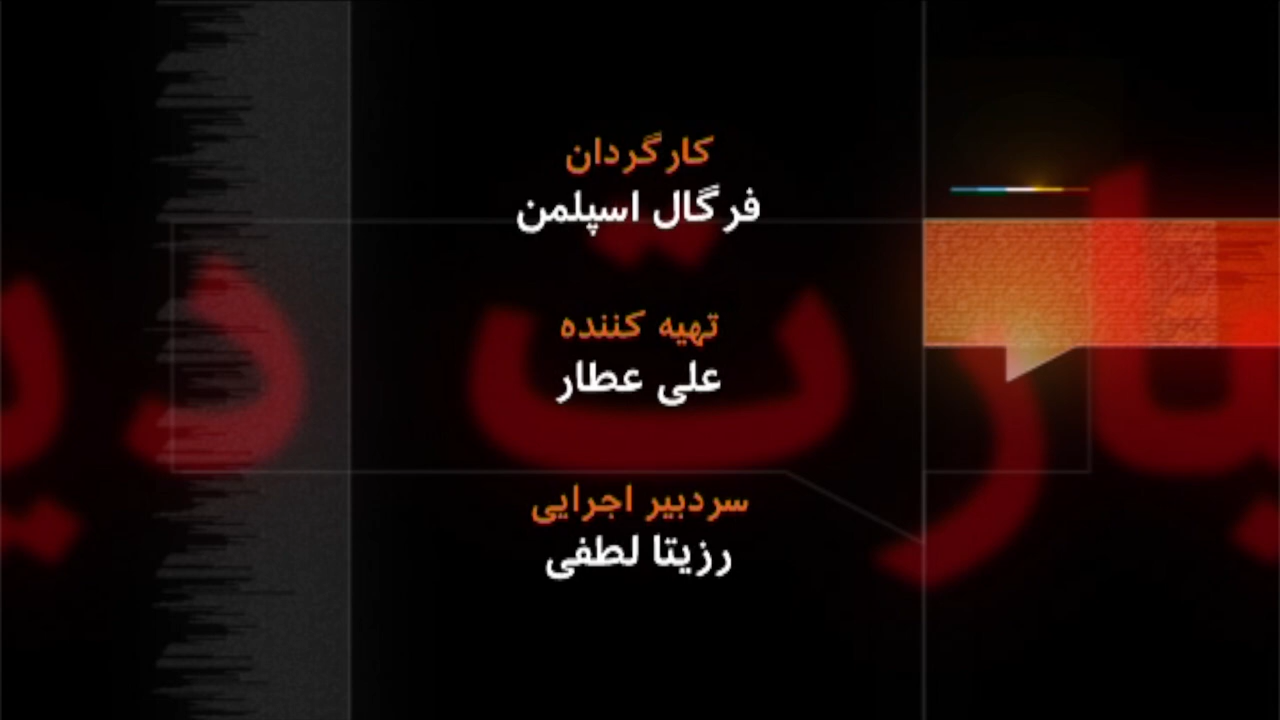 کارگردان
فرگال اسپلمن
تهیه کننده
علی عطار
سردبیر اجرایی
رزیتا لطفی